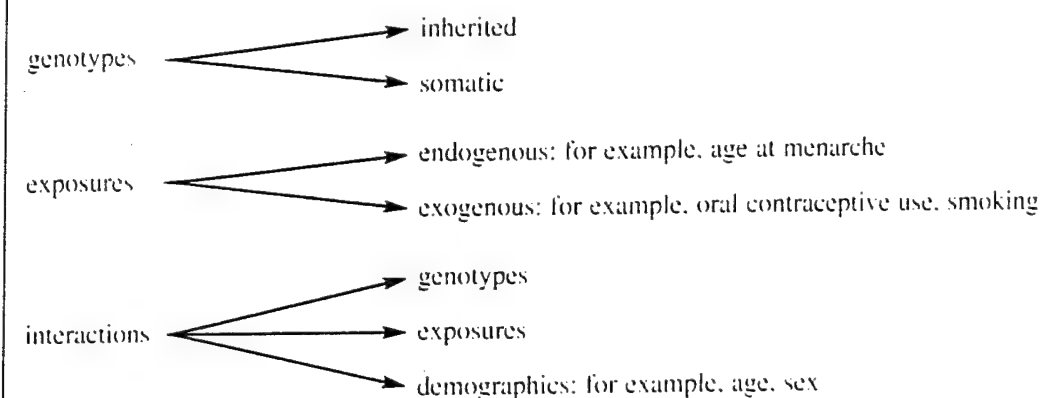 inherited
genotypes
somatic
endogenous: for example, age at menarche
exposures
exogenous: for example, oral contraceptive use, smoking
genotypes
interactions
exposures
demographics: for example, age, sex